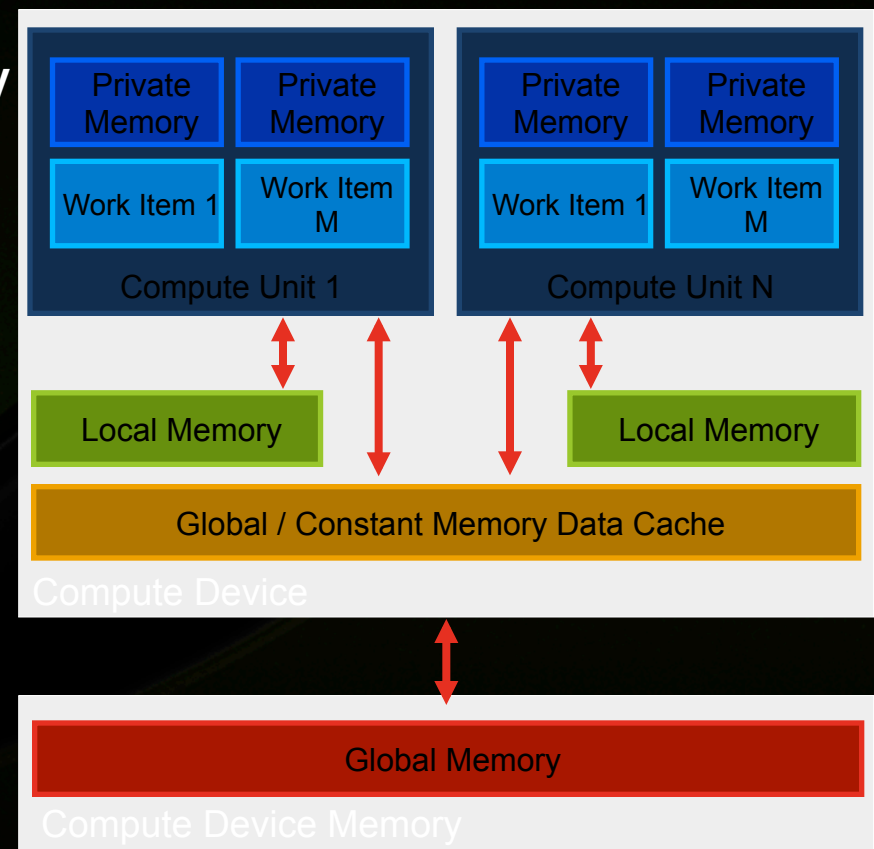 y
Private Private Private Private
Memory Memory Memory Memory
Work Item 1 Work Item M Work Item 1 Work Item M
Compute Unit 1 Compute Unit N
Local Memory Local Memory
Global / Constant Memory Data Cache
Compute Device
Global Memory
Compute Device Memory